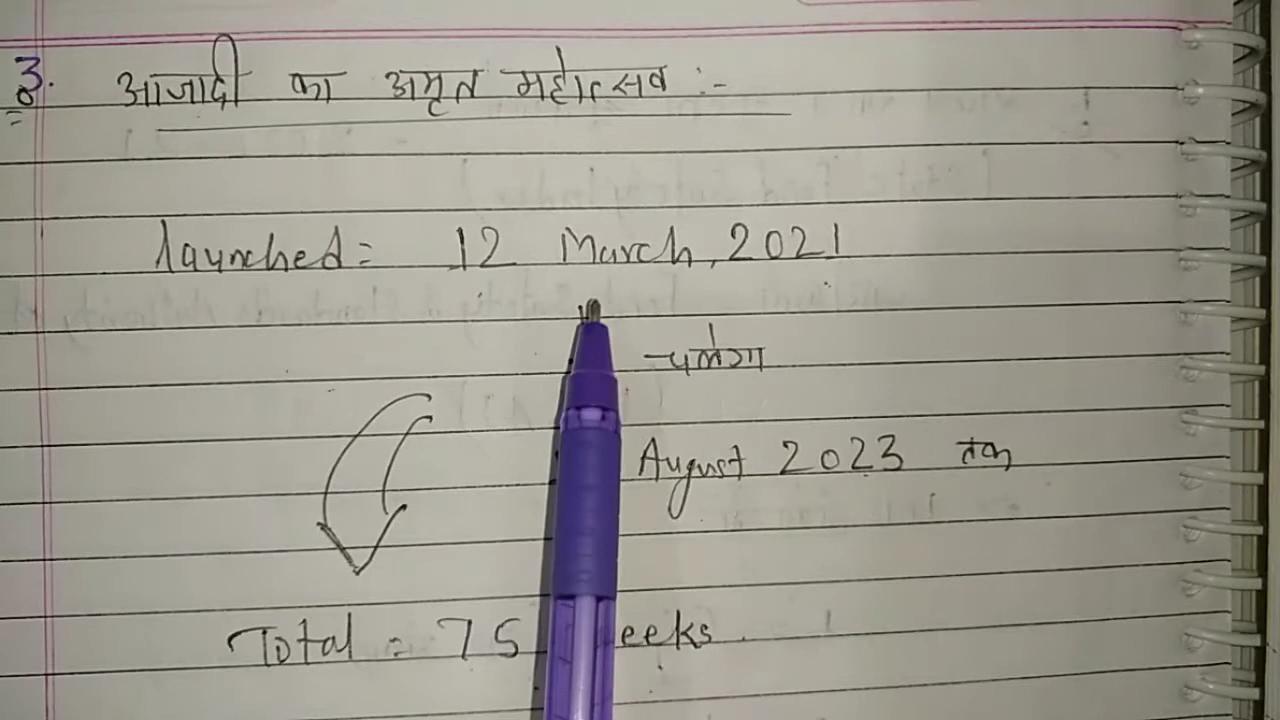 3. आजादी का अमृत महोत्सव :-
launched = 12 March, 2021
चलेगा
August 2023 तक
Total = 75 eeks.